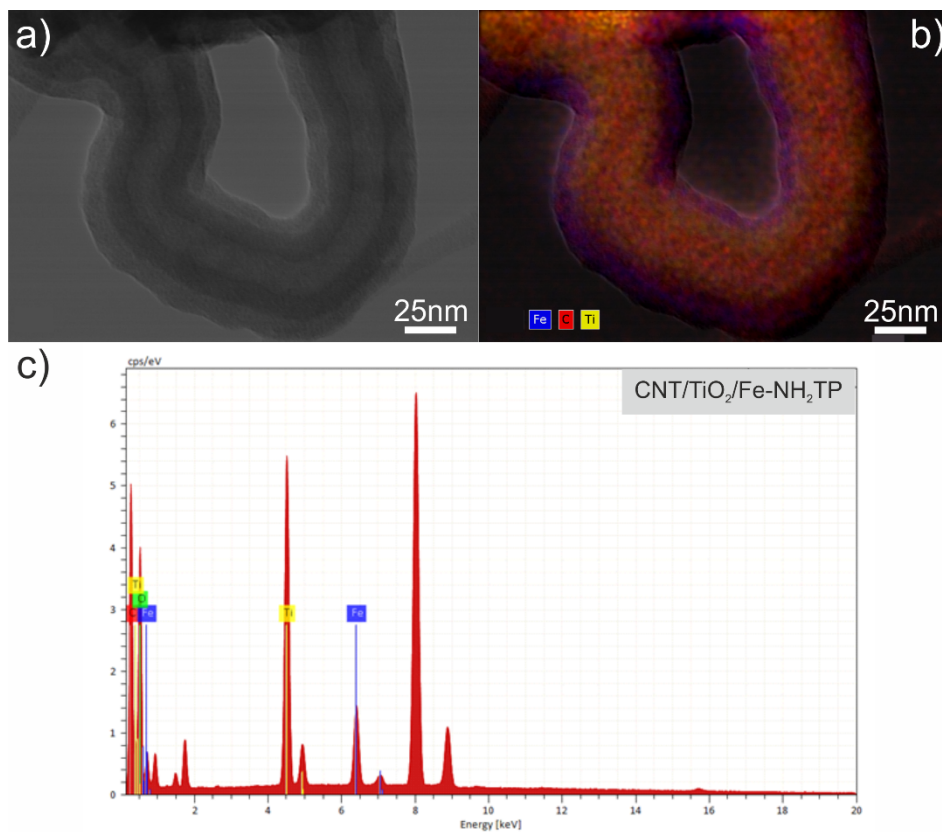 a)
25nm
b)
Fe C Ti
25nm
c)
cps/eV
CNT/TiO₂/Fe-NH₂TP
6
5
4
3
2
1
0
Ti
O
C Fe
Ti
Fe
2 4 6 8 10 12 14 16 18 20
Energy [keV]